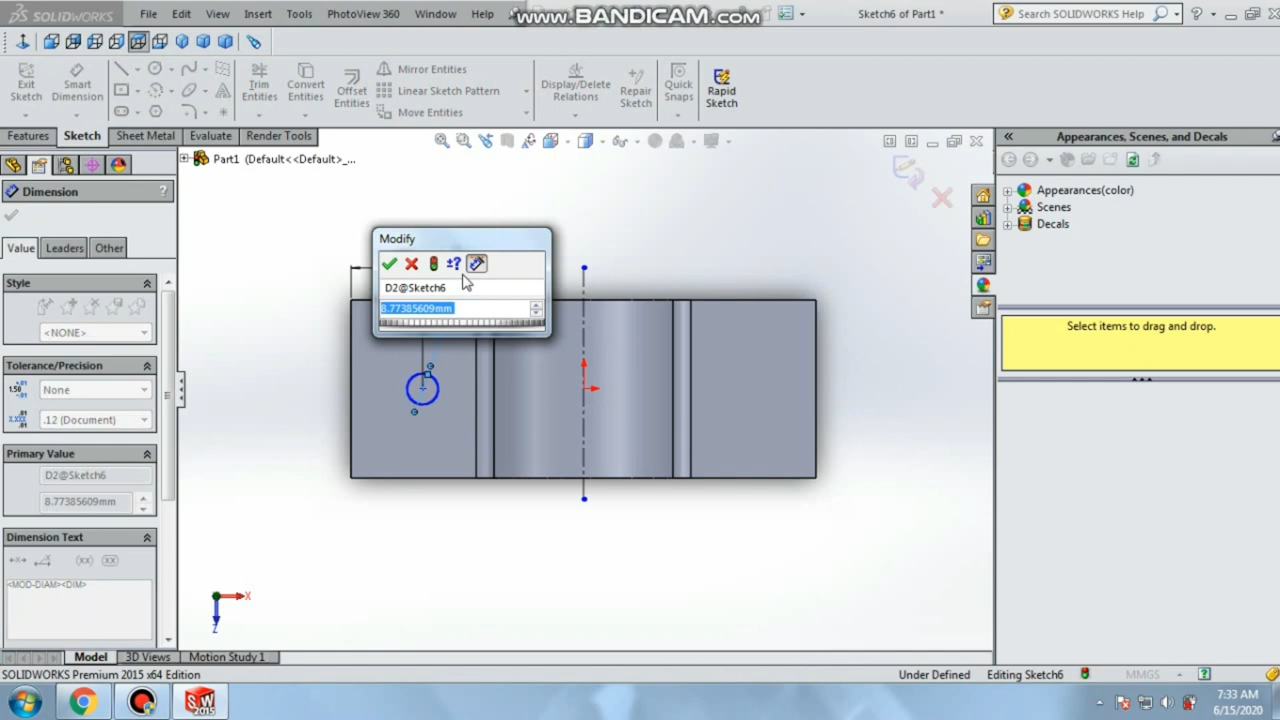 SOLIDWORKS
File
Edit
View
Insert
Tools
PhotoView 360
Window
Help
www.BANDICAM.com
Sketch6 of Part1 *
Search SOLIDWORKS Help
Exit Sketch
Smart Dimension
Trim Entities
Convert Entities
Offset Entities
Mirror Entities
Linear Sketch Pattern
Move Entities
Display/Delete Relations
Repair Sketch
Quick Snaps
Rapid Sketch
Features
Sketch
Sheet Metal
Evaluate
Render Tools
Part1 (Default<<Default>_...
Appearances, Scenes, and Decals
Appearances(color)
Scenes
Decals
Select items to drag and drop.
Dimension
?
Value
Leaders
Other
Style
<NONE>
Tolerance/Precision
1.50
None
.12 (Document)
Primary Value
D2@Sketch6
8.77385609mm
Dimension Text
<MOD-DIAM><DIM>
Modify
±?
D2@Sketch6
8.77385609mm
X
Z
Model
3D Views
Motion Study 1
SOLIDWORKS Premium 2015 x64 Edition
Under Defined
Editing Sketch6
MMGS
7:33 AM
6/15/2020